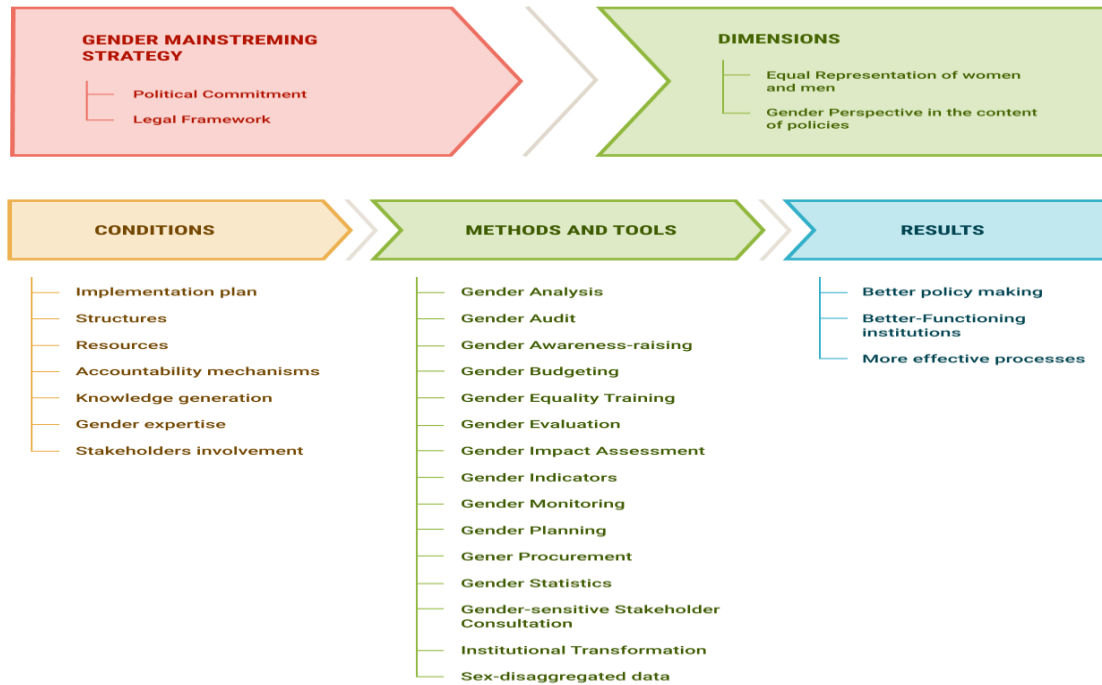 GENDER MAINSTREMING
STRATEGY
Political Commitment
Legal Framework
DIMENSIONS
Equal Representation of women
and men
Gender Perspective in the content
of policies
CONDITIONS
Implementation plan
Structures
Resources
Accountability mechanisms
Knowledge generation
Gender expertise
Stakeholders involvement
METHODS AND TOOLS
Gender Analysis
Gender Audit
Gender Awareness-raising
Gender Budgeting
Gender Equality Training
Gender Evaluation
Gender Impact Assessment
Gender Indicators
Gender Monitoring
Gender Planning
Gener Procurement
Gender Statistics
Gender-sensitive Stakeholder
Consultation
Institutional Transformation
Sex-disaggregated data
RESULTS
Better policy making
Better-Functioning
institutions
More effective processes